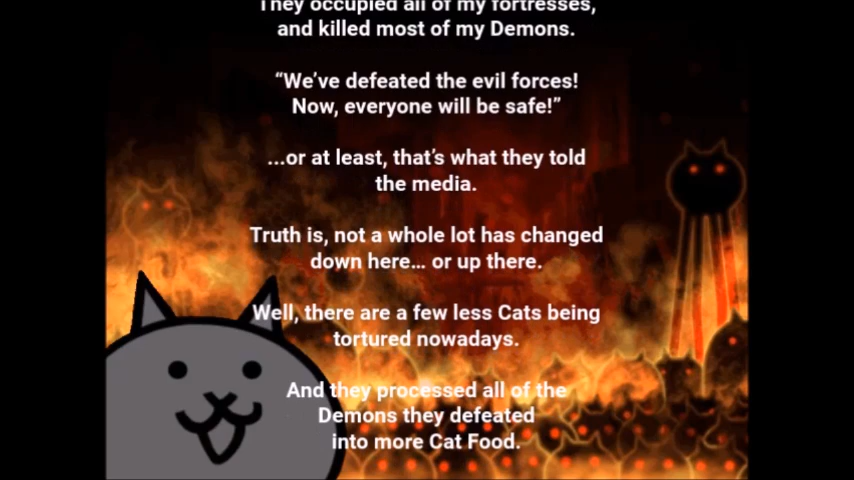 They occupied all of my fortresses,
and killed most of my Demons.
“We’ve defeated the evil forces!
Now, everyone will be safe!”
...or at least, that’s what they told
the media.
Truth is, not a whole lot has changed
down here... or up there.
Well, there are a few less Cats being
tortured nowadays.
And they processed all of the
Demons they defeated
into more Cat Food.